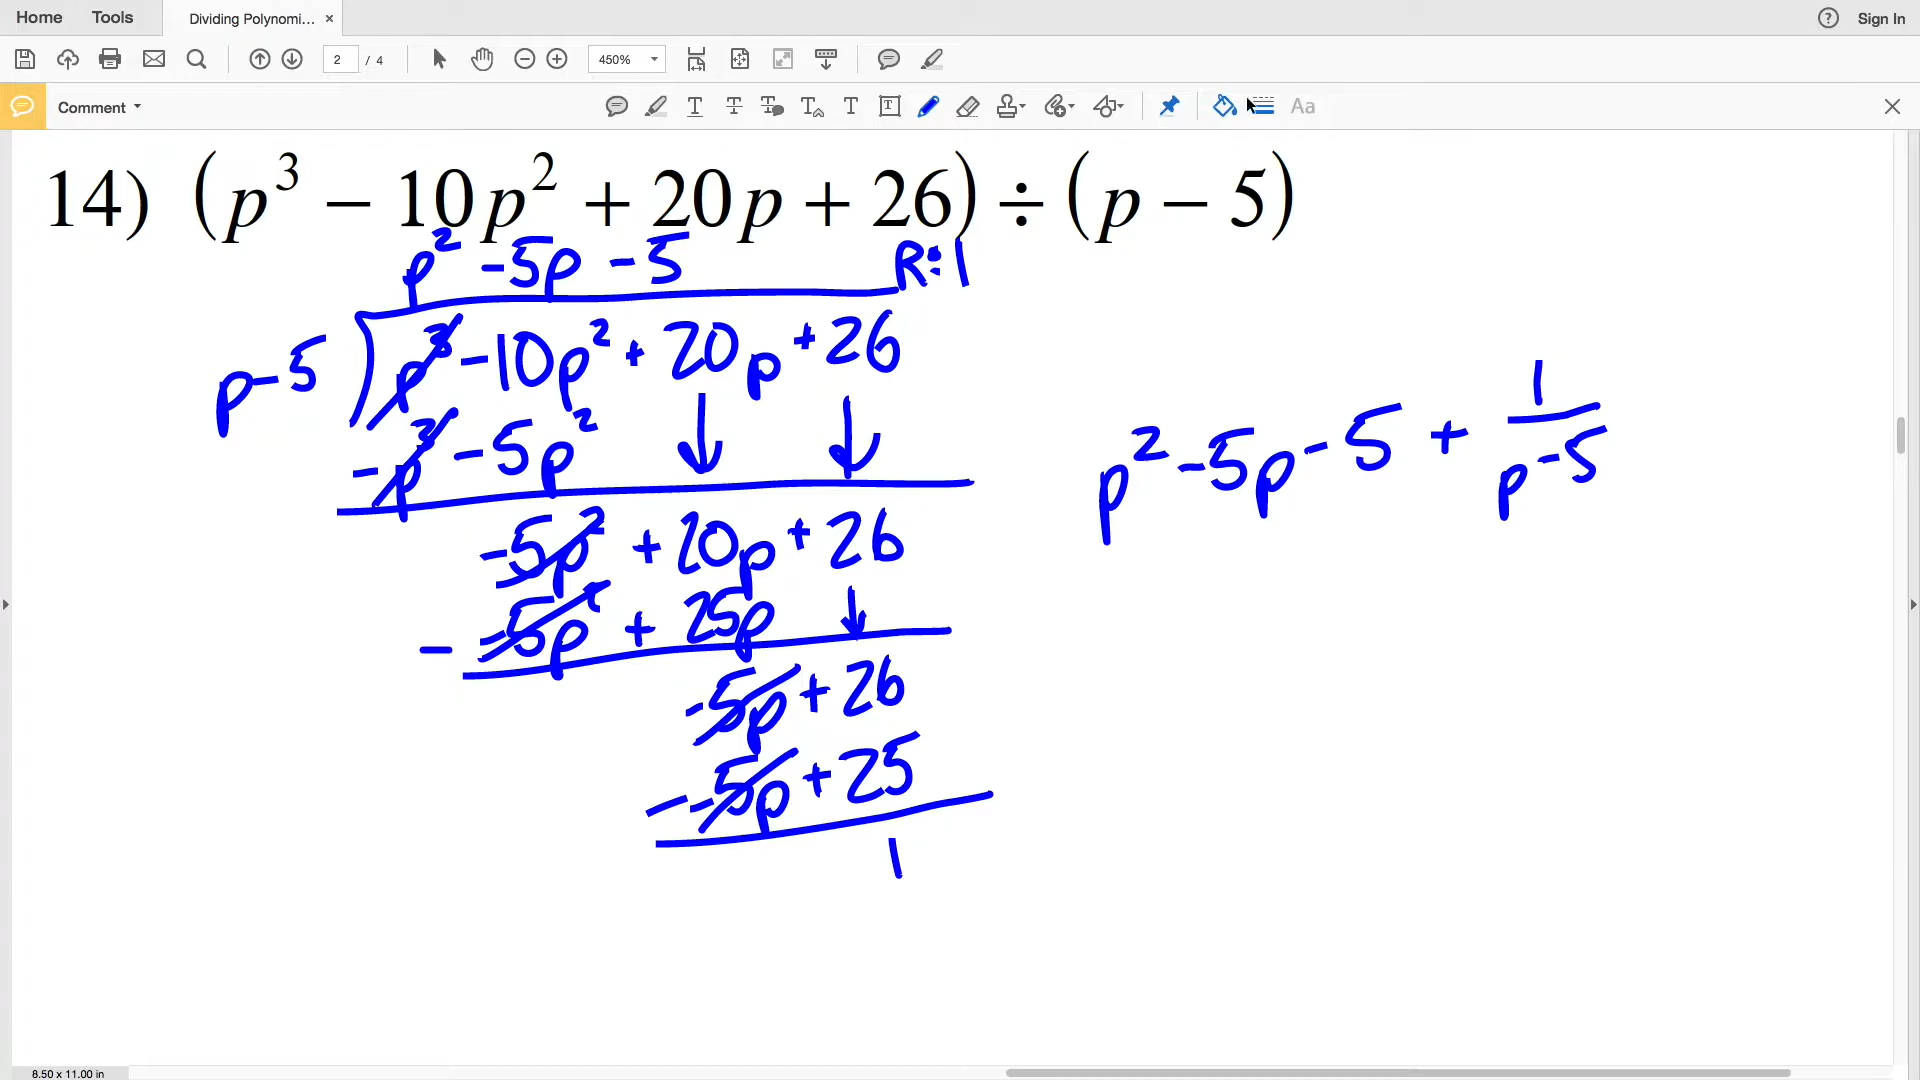 Home Tools Dividing Polynomi... × ? Sign In
2 / 4 450%
Comment Aa
14) (p³ − 10p² + 20p + 26) ÷ (p − 5)
p² -5p -5 R:1
p-5 p³ -10p² + 20p +26
-p³ -5p²
p² -5p -5 + 1/(p-5)
-5p² +20p +26
- -5p² + 25p
-5p +26
- -5p +25
1
8.50 x 11.00 in